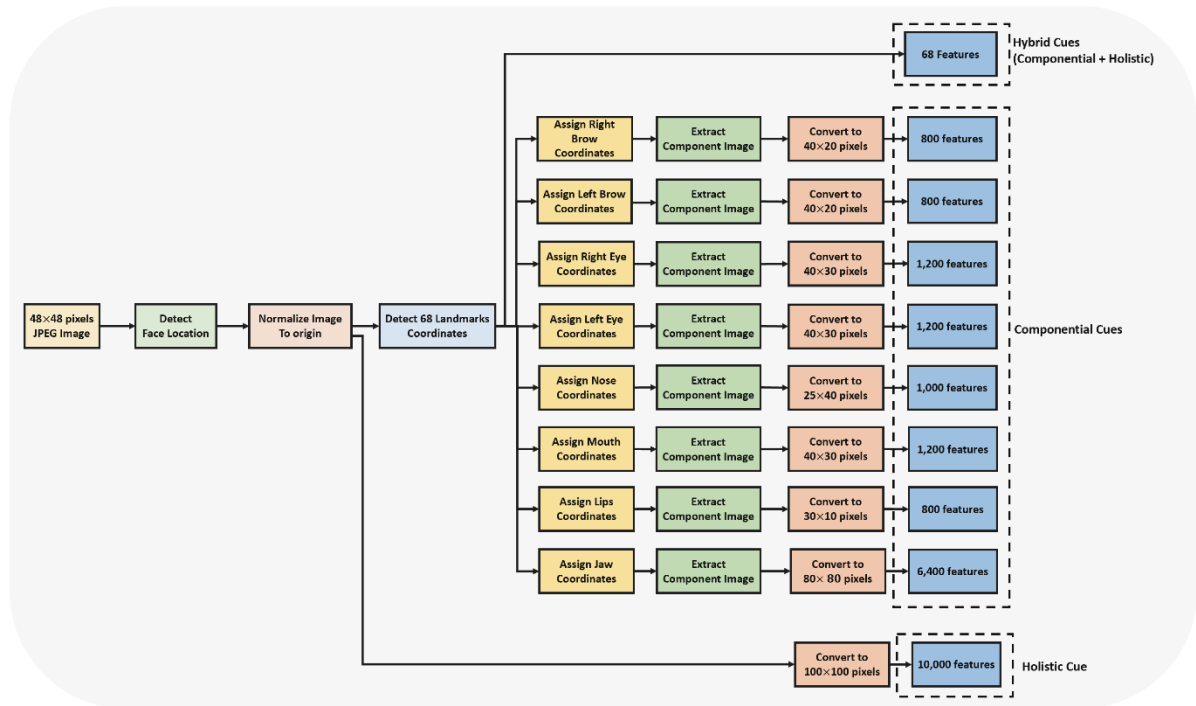 68 Features
Hybrid Cues
(Componential + Holistic)
Assign Right
Brow
Coordinates
Extract
Component Image
Convert to
40×20 pixels
800 features
Assign Left Brow
Coordinates
Extract
Component Image
Convert to
40×20 pixels
800 features
Assign Right Eye
Coordinates
Extract
Component Image
Convert to
40×30 pixels
1,200 features
48×48 pixels
JPEG Image
Detect
Face Location
Normalize Image
To origin
Detect 68 Landmarks
Coordinates
Assign Left Eye
Coordinates
Extract
Component Image
Convert to
40×30 pixels
1,200 features
Componential Cues
Assign Nose
Coordinates
Extract
Component Image
Convert to
25×40 pixels
1,000 features
Assign Mouth
Coordinates
Extract
Component Image
Convert to
40×30 pixels
1,200 features
Assign Lips
Coordinates
Extract
Component Image
Convert to
30×10 pixels
800 features
Assign Jaw
Coordinates
Extract
Component Image
Convert to
80× 80 pixels
6,400 features
Convert to
100×100 pixels
10,000 features
Holistic Cue